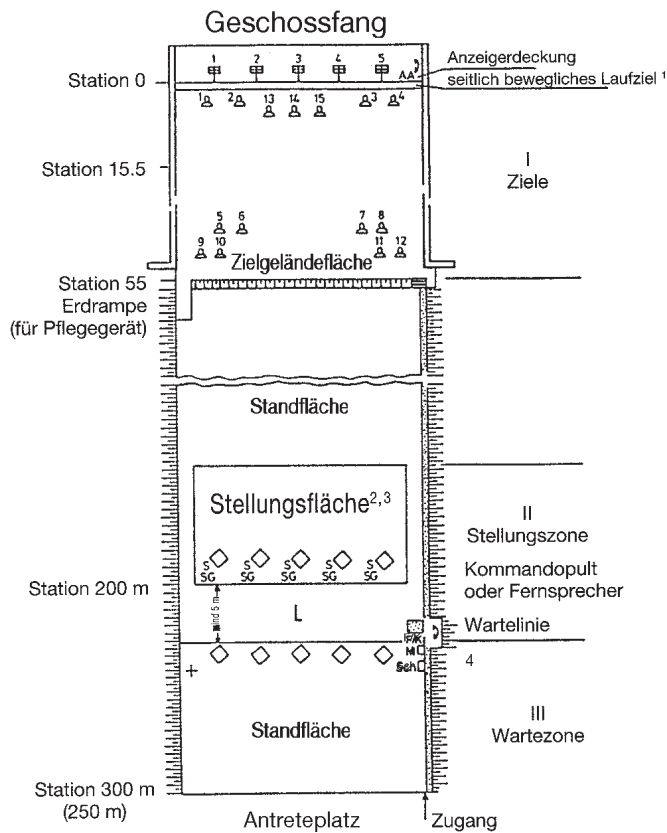 Geschossfang
1 2 3 4 5
AA
Anzeigerdeckung
Station 0
seitlich bewegliches Laufziel 1
1 2 13 14 15 3 4
Station 15.5
I
Ziele
5 6 7 8
9 10 11 12
Zielgeländefläche
Station 55
Erdrampe
(für Pflegegerät)
Standfläche
Stellungsfläche2,3
II
Stellungszone
S S S S S
SG SG SG SG SG
Kommandopult
oder Fernsprecher
Station 200 m
mind 5 m
L
Wartelinie
F/K
M
4
Sch
Standfläche
III
Wartezone
Station 300 m
(250 m)
Antreteplatz
Zugang